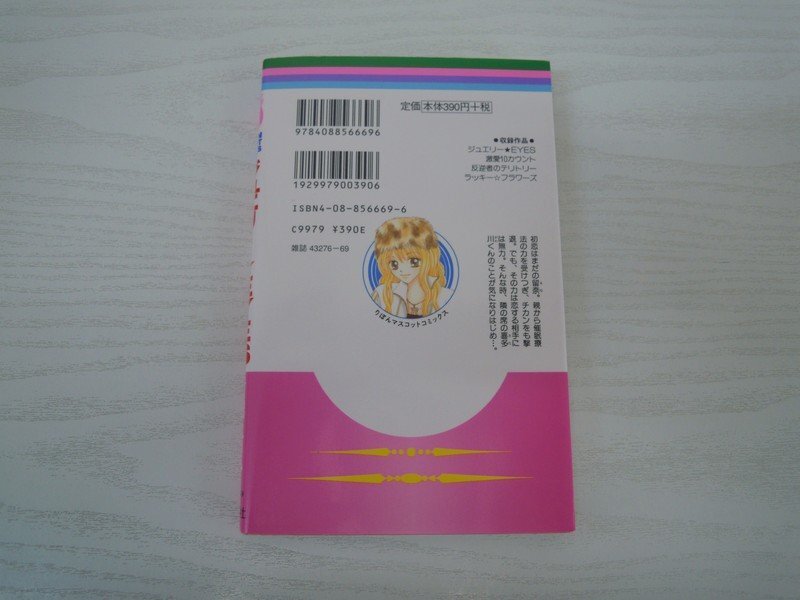 9784088566696
定価 本体390円+税
1929979003906
ISBN4-08-856669-6
C9979 ¥390E
雑誌 43276-69
●収録作品●
ジュエリー★EYES
激愛10カウント
反逆者のテリトリー
ラッキー☆フラワーズ
初恋はまだの留奈。親から催眠療
法の力を受けつぎ、チカンをも撃
退。でも、その力は恋する相手に
は無力。そんな時、隣の席の喜多
川くんのことが気になりはじめ…。
りぼんマスコットコミックス